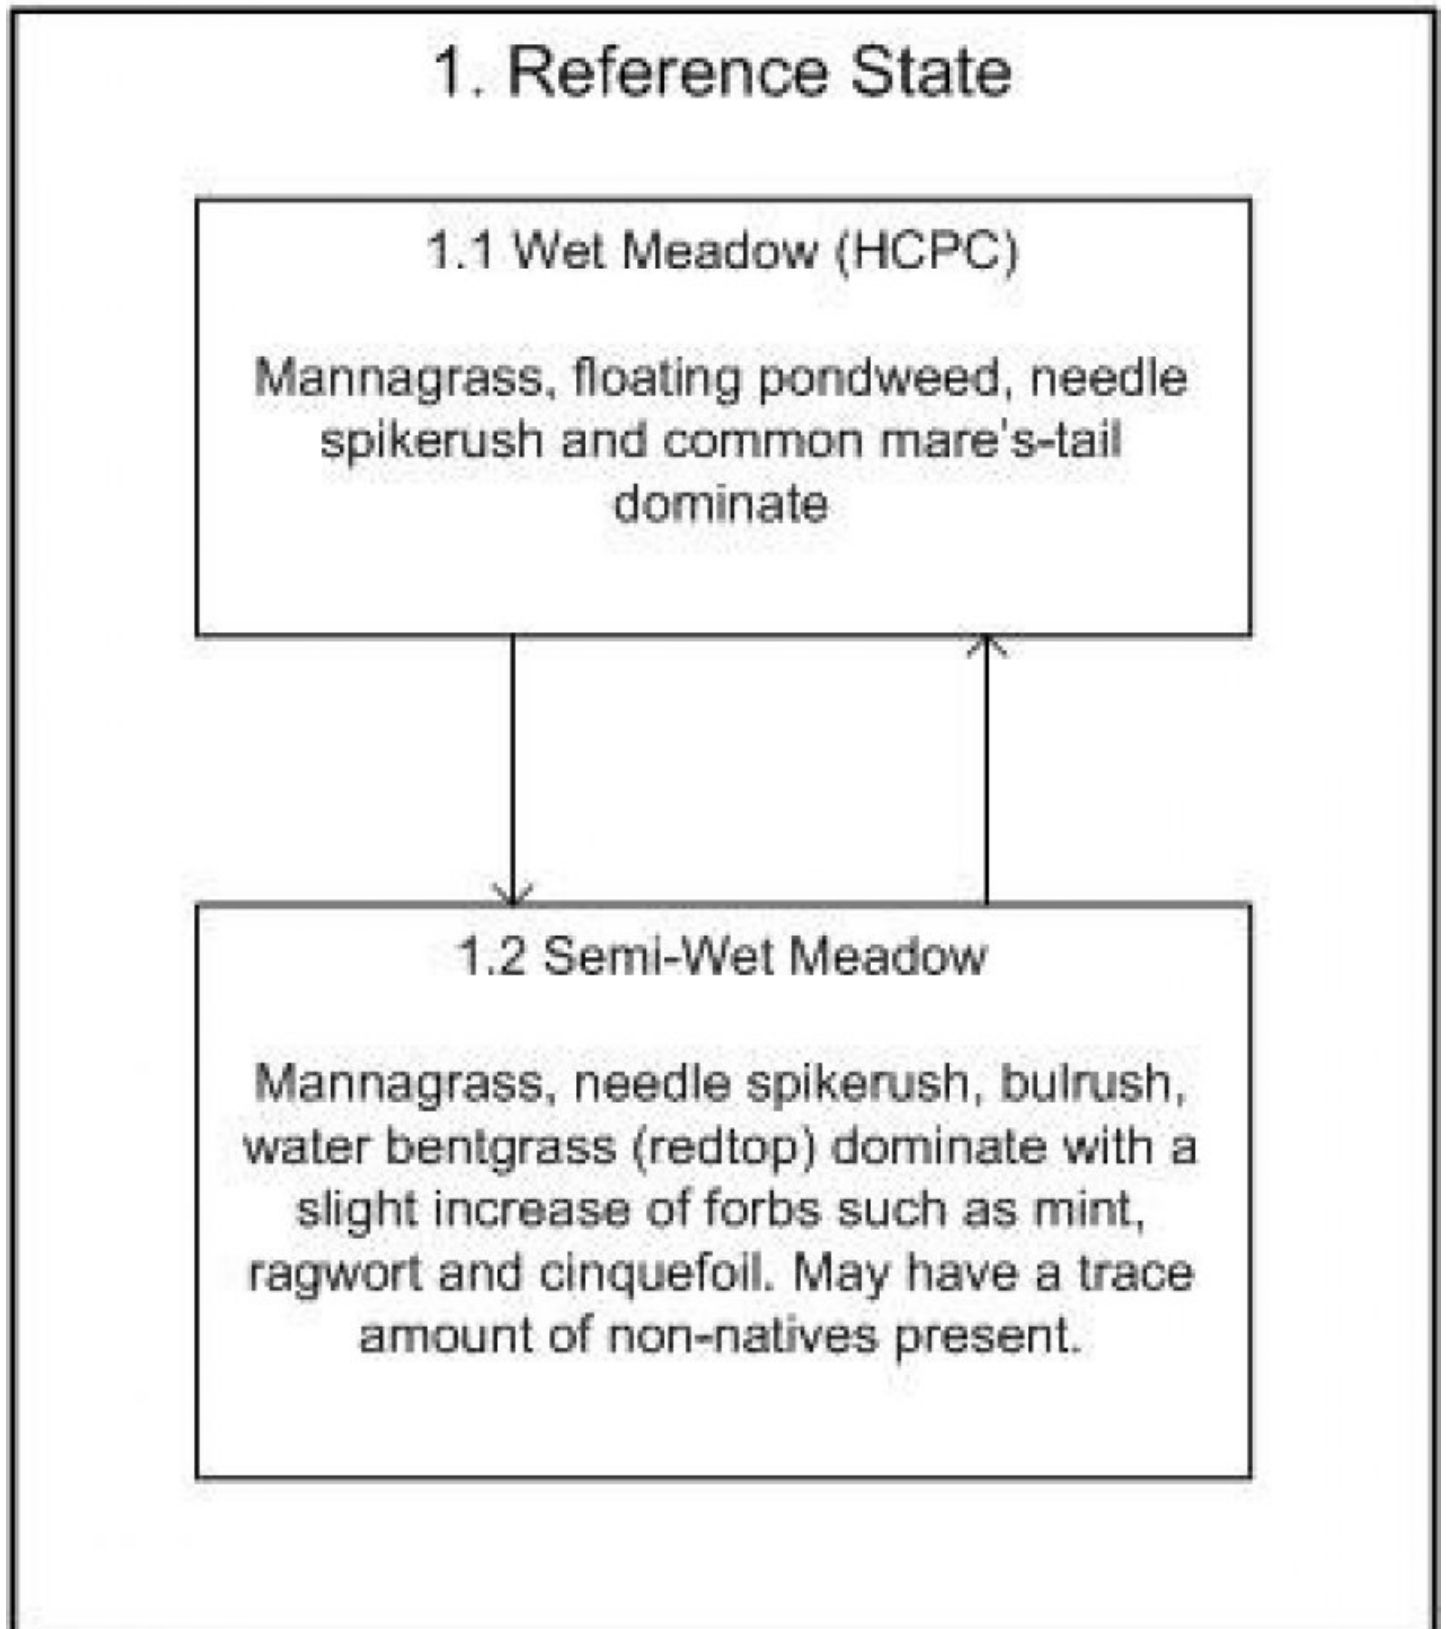 1. Reference State
1.1 Wet Meadow (HCPC)
Mannagrass, floating pondweed, needle
spikerush and common mare's-tail
dominate
1.2 Semi-Wet Meadow
Mannagrass, needle spikerush, bulrush,
water bentgrass (redtop) dominate with a
slight increase of forbs such as mint,
ragwort and cinquefoil. May have a trace
amount of non-natives present.